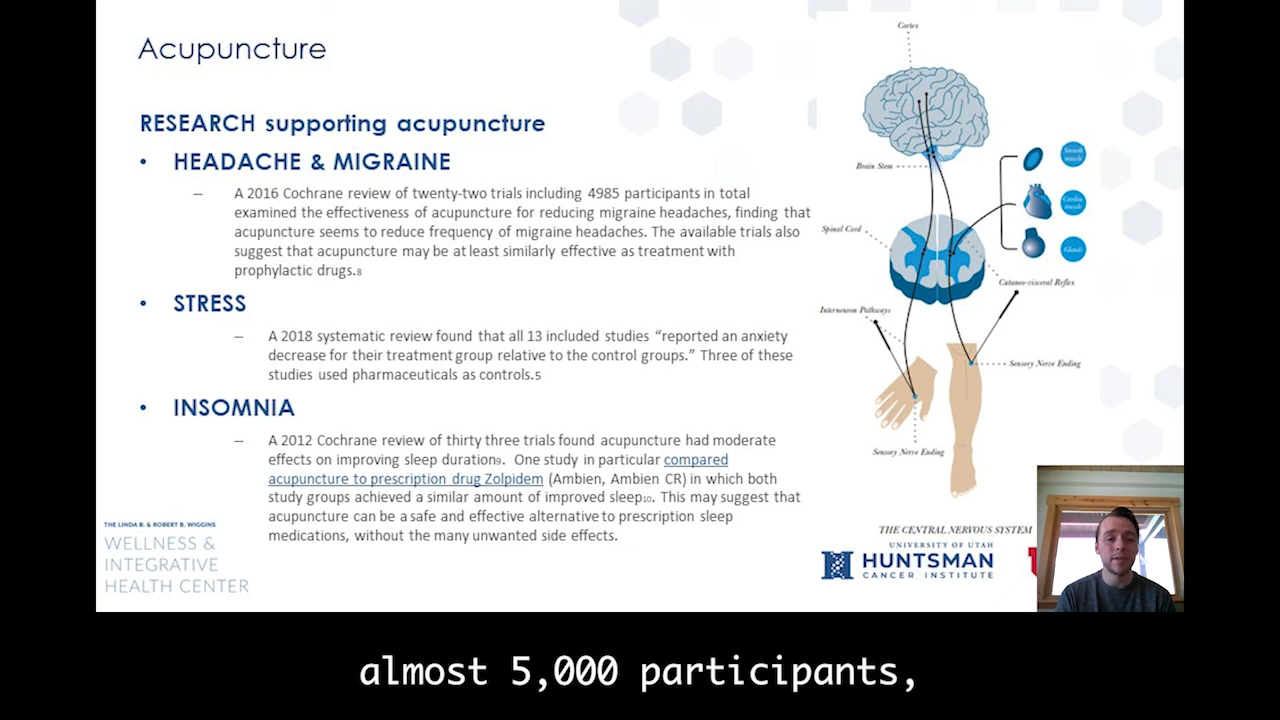 Acupuncture
RESEARCH supporting acupuncture
• HEADACHE & MIGRAINE
– A 2016 Cochrane review of twenty-two trials including 4985 participants in total
examined the effectiveness of acupuncture for reducing migraine headaches, finding that
acupuncture seems to reduce frequency of migraine headaches. The available trials also
suggest that acupuncture may be at least similarly effective as treatment with
prophylactic drugs.8
• STRESS
– A 2018 systematic review found that all 13 included studies “reported an anxiety
decrease for their treatment group relative to the control groups.” Three of these
studies used pharmaceuticals as controls.5
• INSOMNIA
– A 2012 Cochrane review of thirty three trials found acupuncture had moderate
effects on improving sleep duration9. One study in particular compared
acupuncture to prescription drug Zolpidem (Ambien, Ambien CR) in which both
study groups achieved a similar amount of improved sleep10. This may suggest that
acupuncture can be a safe and effective alternative to prescription sleep
medications, without the many unwanted side effects.
Cortex
Brain Stem
Smooth
muscle
Cardiac
muscle
Glands
Spinal Cord
Cutaneo-visceral Reflex
Interneuron Pathways
Sensory Nerve Ending
Sensory Nerve Ending
THE CENTRAL NERVOUS SYSTEM
THE LINDA B. & ROBERT B. WIGGINS
WELLNESS &
INTEGRATIVE
HEALTH CENTER
UNIVERSITY OF UTAH
HUNTSMAN
CANCER INSTITUTE
almost 5,000 participants,